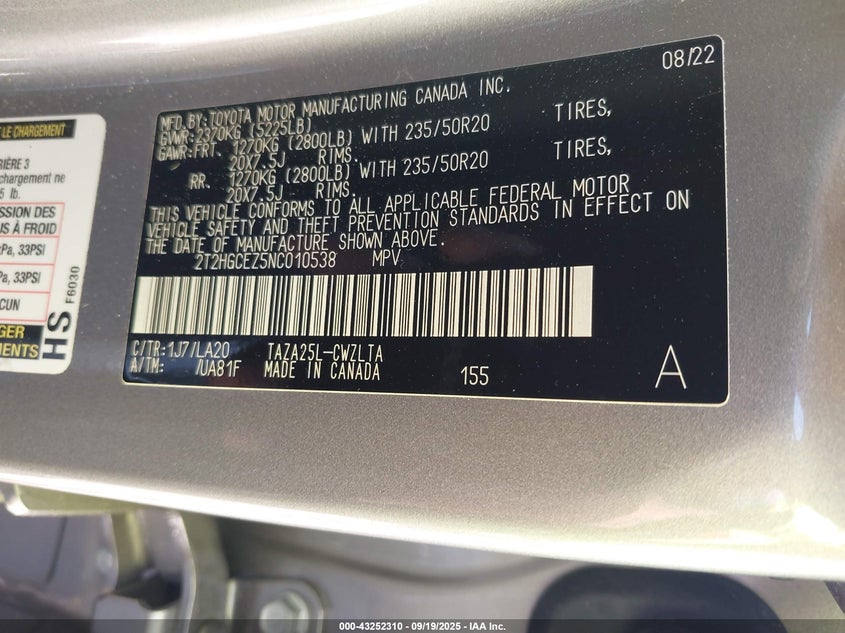 08/22
MFD.BY:TOYOTA MOTOR MANUFACTURING CANADA INC.
GVWR:2370KG (5225LB)
GAWR:FRT. 1270KG (2800LB) WITH 235/50R20 TIRES,
20X7.5J RIMS.
RR. 1270KG (2800LB) WITH 235/50R20 TIRES,
20X7.5J RIMS.
THIS VEHICLE CONFORMS TO ALL APPLICABLE FEDERAL MOTOR
VEHICLE SAFETY AND THEFT PREVENTION STANDARDS IN EFFECT ON
THE DATE OF MANUFACTURE SHOWN ABOVE.
2T2HGCEZ5NC010538 MPV
C/TR:1J7/LA20 TAZA25L-CWZLTA
A/TM: /UA81F MADE IN CANADA 155 A
LE CHARGEMENT
RIÈRE 3
chargement ne
lb.
SSION DES
US À FROID
kPa, 33PSI
Pa, 33PSI
CUN
GER
MENTS
HS F6030
000-43252310 - 09/19/2025 - IAA Inc.